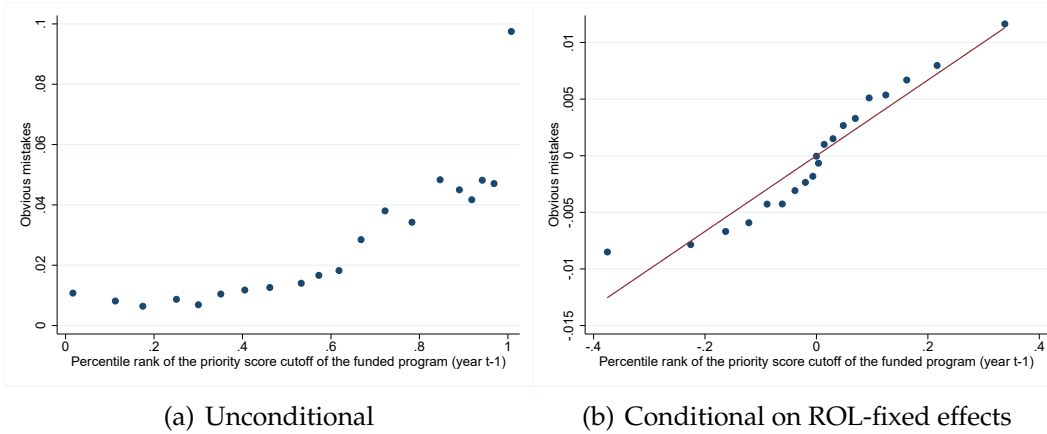 .1
.08
.06
.04
.02
0
Obvious mistakes
0 .2 .4 .6 .8 1
Percentile rank of the priority score cutoff of the funded program (year t-1)
(a) Unconditional
.01
.005
0
-.005
-.01
-.015
Obvious mistakes
-.4 -.2 0 .2 .4
Percentile rank of the priority score cutoff of the funded program (year t-1)
(b) Conditional on ROL-fixed effects